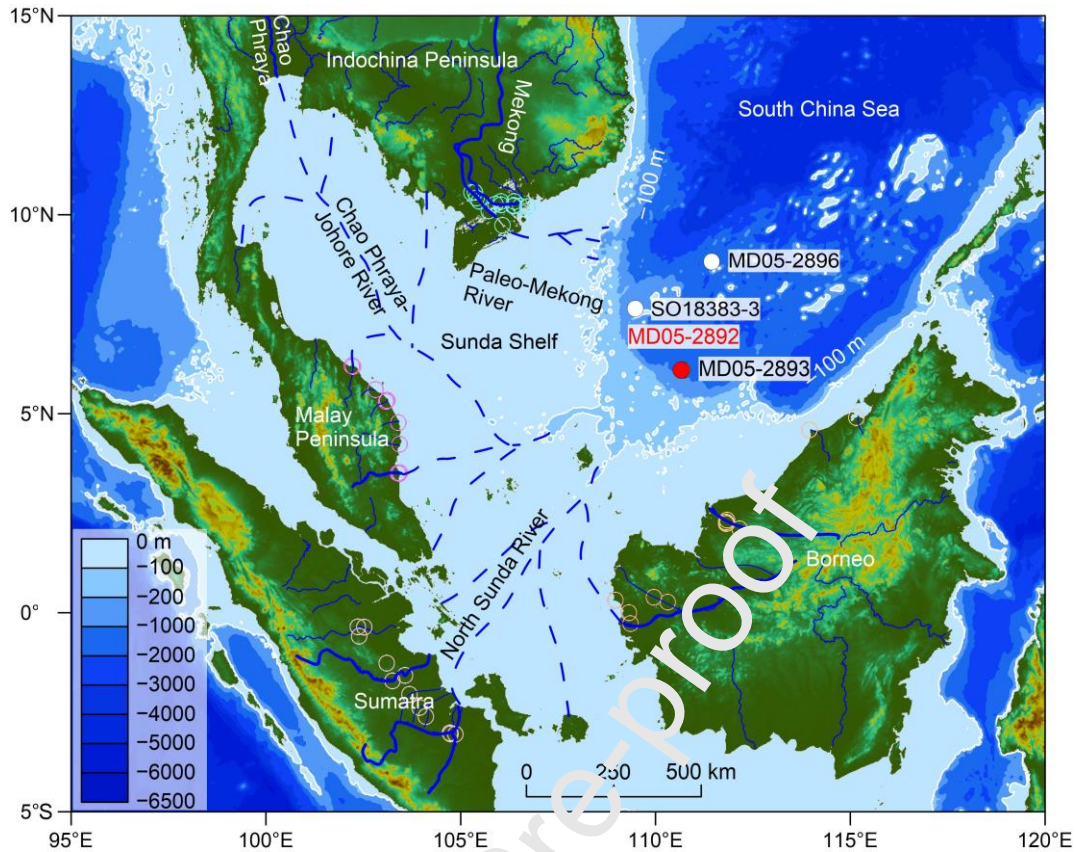 15°N
10°N
5°N
0°
5°S
95°E
100°E
105°E
110°E
115°E
120°E
Chao
Phraya
Indochina Peninsula
Mekong
South China Sea
−100 m
Chao Phraya-
Johore River
Paleo-Mekong
River
Sunda Shelf
MD05-2896
SO18383-3
MD05-2892
MD05-2893
−100 m
Malay
Peninsula
North Sunda River
Borneo
Sumatra
0 m
−100
−200
−1000
−2000
−3000
−4000
−5000
−6000
−6500
0 250 500 km
re-proof